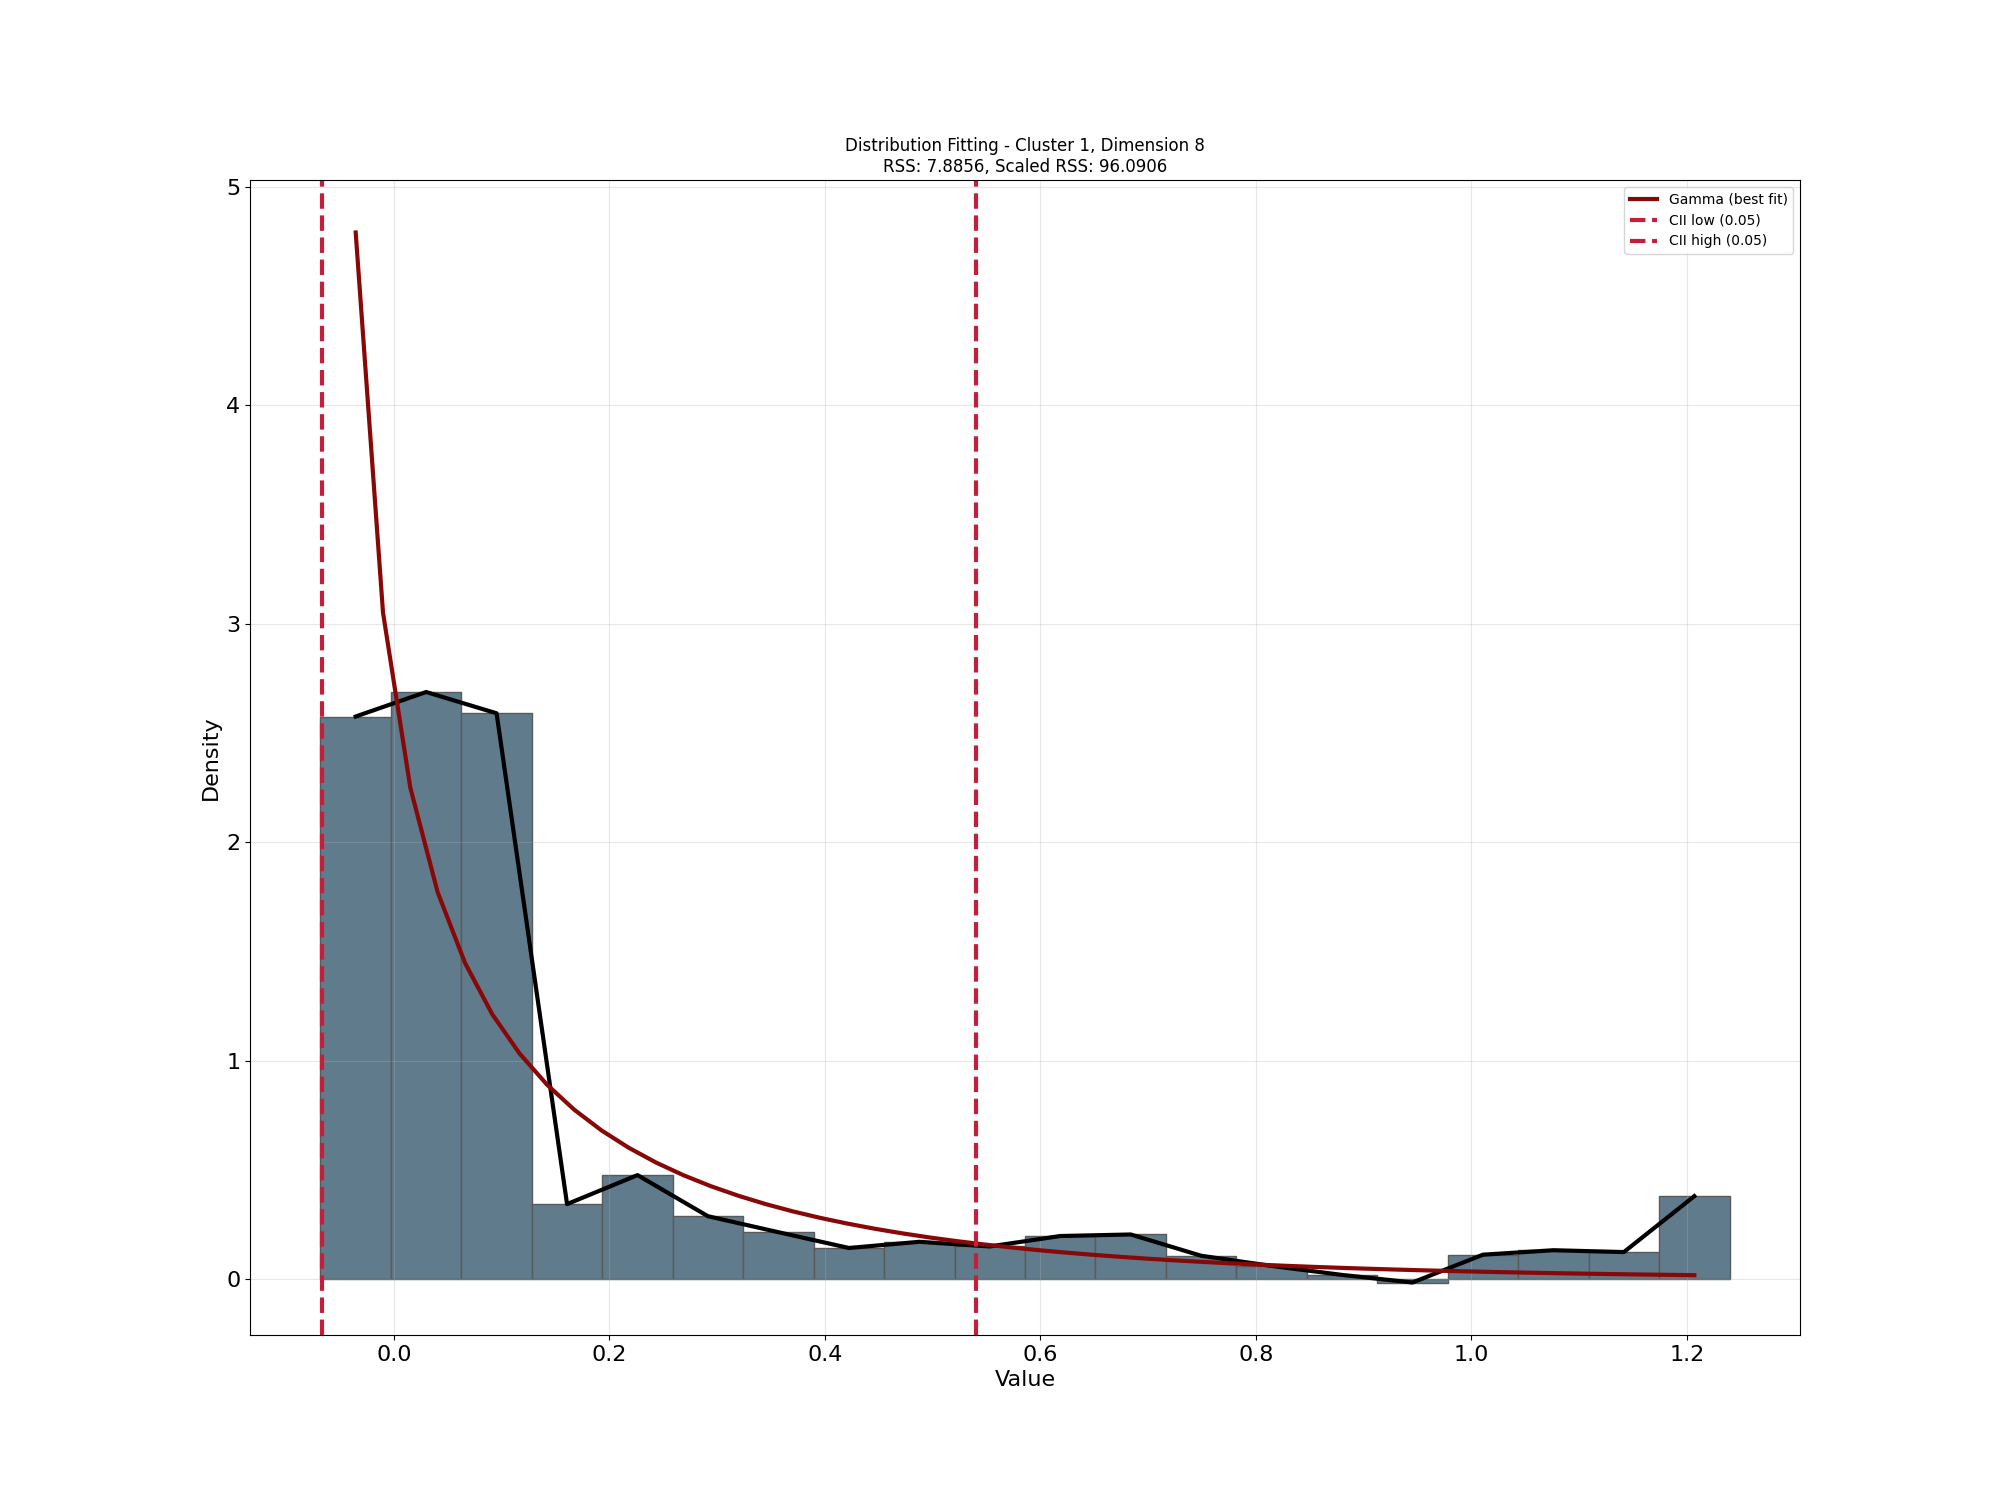 Distribution Fitting - Cluster 1, Dimension 8
RSS: 7.8856, Scaled RSS: 96.0906
Gamma (best fit)
CII low (0.05)
CII high (0.05)
5
4
3
2
1
0
Density
0.0 0.2 0.4 0.6 0.8 1.0 1.2
Value